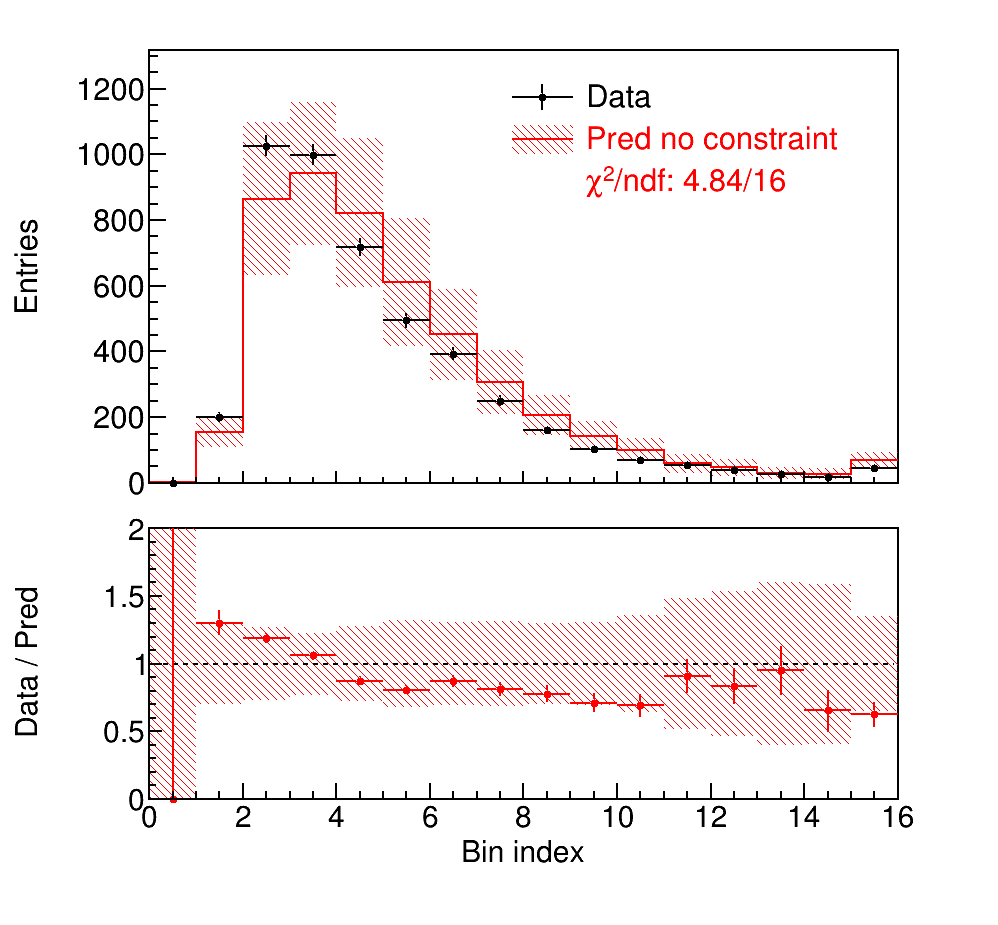 Entries
1200
1000
800
600
400
200
0
Data
Pred no constraint
χ²/ndf: 4.84/16
Data / Pred
2
1.5
1
0.5
0
0 2 4 6 8 10 12 14 16
Bin index